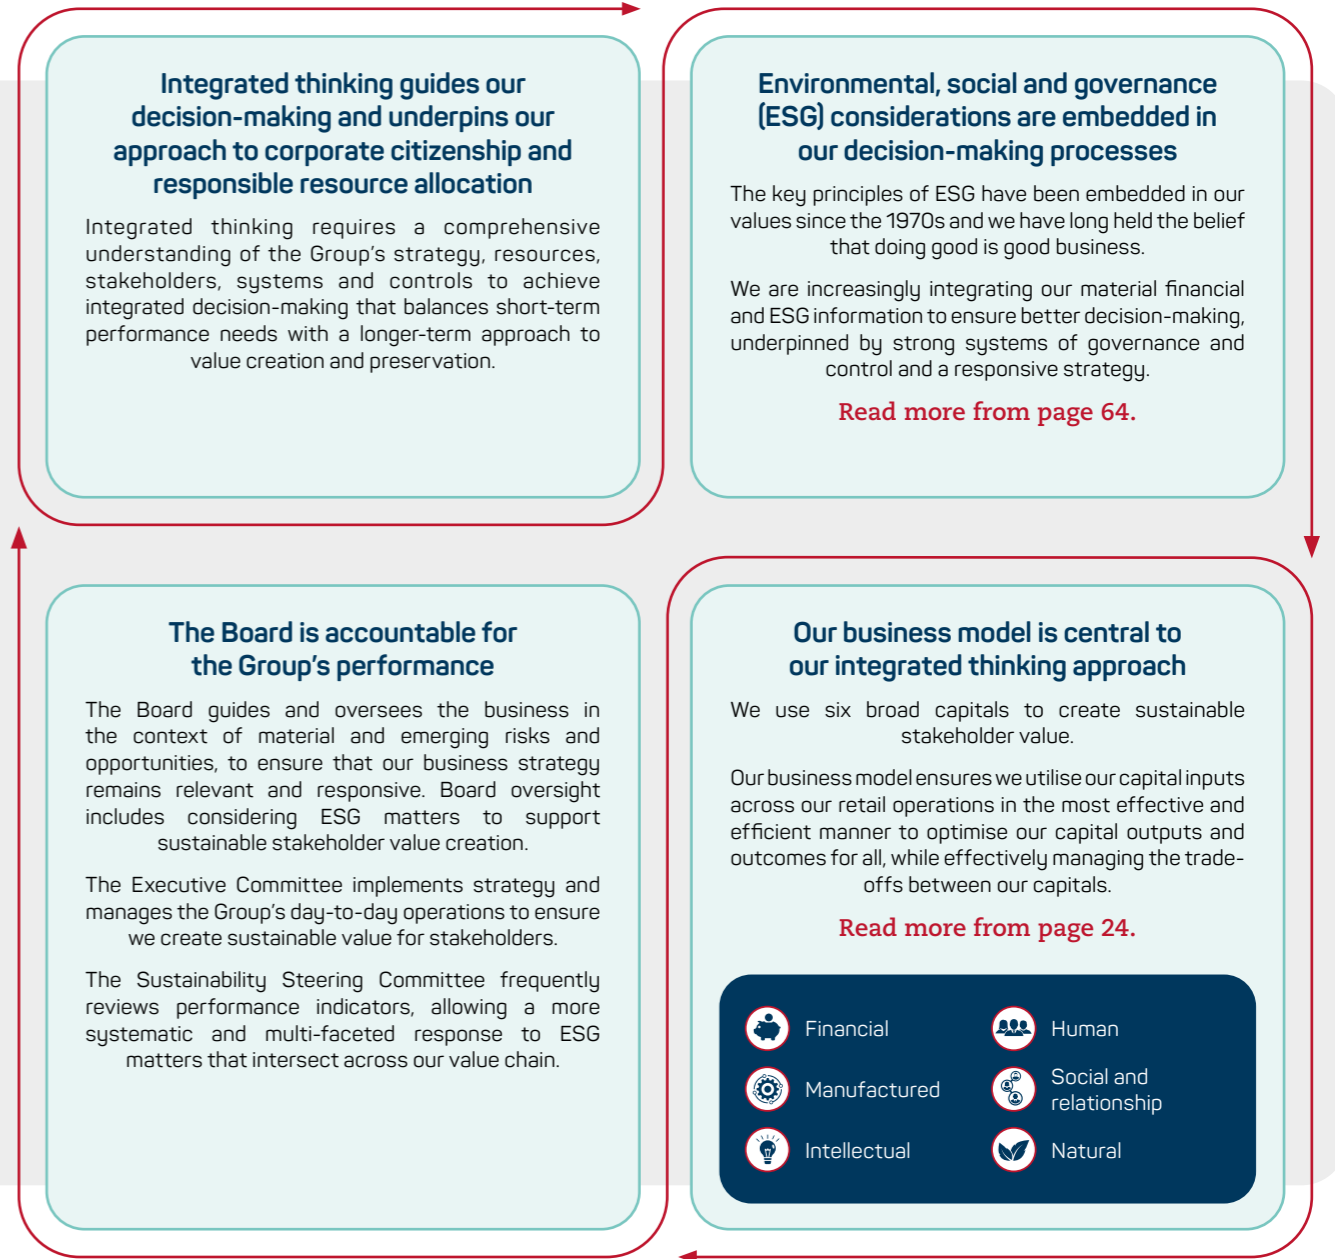 Integrated thinking guides our
decision-making and underpins our
approach to corporate citizenship and
responsible resource allocation
Integrated thinking requires a comprehensive
understanding of the Group's strategy, resources,
stakeholders, systems and controls to achieve
integrated decision-making that balances short-term
performance needs with a longer-term approach to
value creation and preservation.
Environmental, social and governance
(ESG) considerations are embedded in
our decision-making processes
The key principles of ESG have been embedded in our
values since the 1970s and we have long held the belief
that doing good is good business.
We are increasingly integrating our material financial
and ESG information to ensure better decision-making,
underpinned by strong systems of governance and
control and a responsive strategy.
Read more from page 64.
The Board is accountable for
the Group's performance
The Board guides and oversees the business in
the context of material and emerging risks and
opportunities, to ensure that our business strategy
remains relevant and responsive. Board oversight
includes considering ESG matters to support
sustainable stakeholder value creation.
The Executive Committee implements strategy and
manages the Group's day-to-day operations to ensure
we create sustainable value for stakeholders.
The Sustainability Steering Committee frequently
reviews performance indicators, allowing a more
systematic and multi-faceted response to ESG
matters that intersect across our value chain.
Our business model is central to
our integrated thinking approach
We use six broad capitals to create sustainable
stakeholder value.
Our business model ensures we utilise our capital inputs
across our retail operations in the most effective and
efficient manner to optimise our capital outputs and
outcomes for all, while effectively managing the trade-
offs between our capitals.
Read more from page 24.
Financial
Manufactured
Intellectual
Human
Social and
relationship
Natural